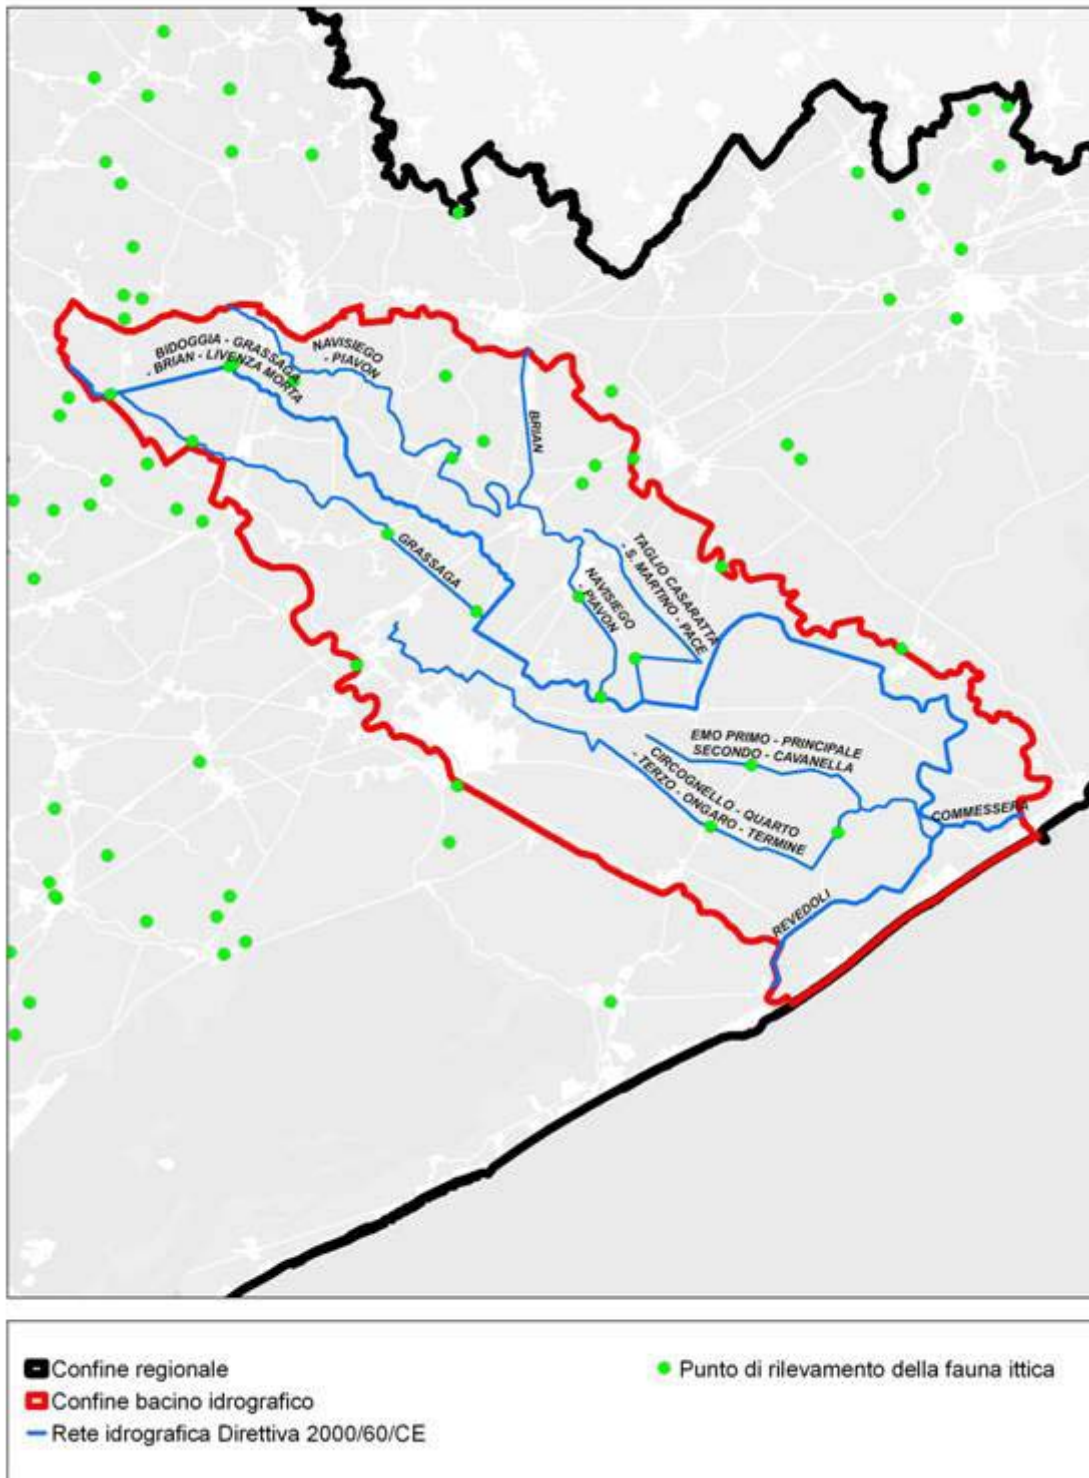 BIDOGGIA - GRASSAGA
- BRIAN - LIVENZA MORTA
NAVISIEGO
- PIAVON
BRIAN
GRASSAGA
TAGLIO CASARATTA
- S. MARTINO - PACE
NAVISIEGO
- PIAVON
EMO PRIMO - PRINCIPALE
SECONDO - CAVANELLA
CIRCOGNELLO - QUARTO
- TERZO - ONGARO - TERMINE
COMMESSERA
REVEDOLI
Confine regionale
Confine bacino idrografico
Rete idrografica Direttiva 2000/60/CE
Punto di rilevamento della fauna ittica